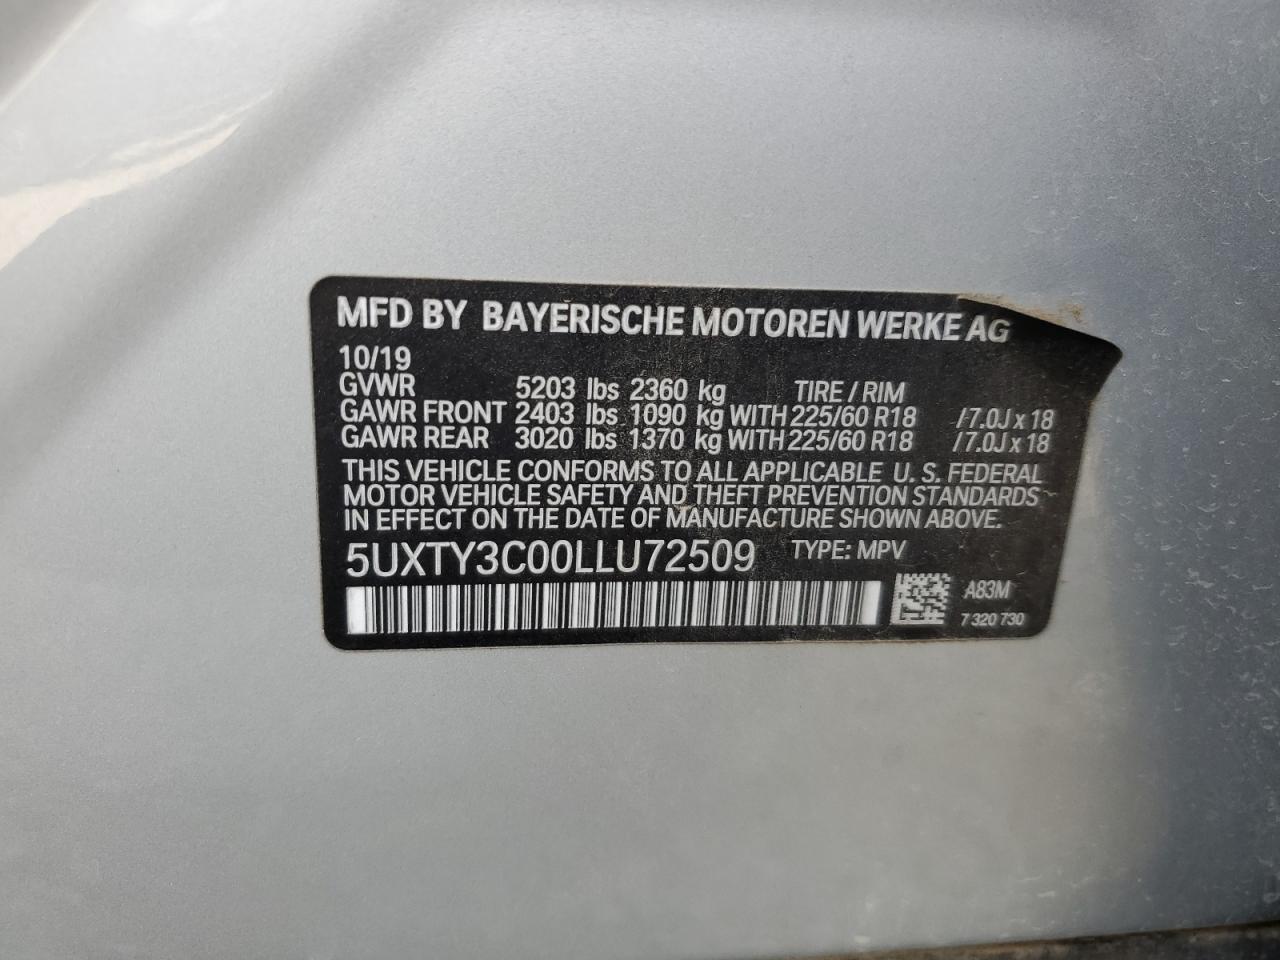 MFD BY BAYERISCHE MOTOREN WERKE AG
10/19
GVWR 5203 lbs 2360 kg TIRE / RIM
GAWR FRONT 2403 lbs 1090 kg WITH 225/60 R18 /7.0J x 18
GAWR REAR 3020 lbs 1370 kg WITH 225/60 R18 /7.0J x 18
THIS VEHICLE CONFORMS TO ALL APPLICABLE U. S. FEDERAL
MOTOR VEHICLE SAFETY AND THEFT PREVENTION STANDARDS
IN EFFECT ON THE DATE OF MANUFACTURE SHOWN ABOVE.
5UXTY3C00LLU72509 TYPE: MPV
A83M
7 320 730